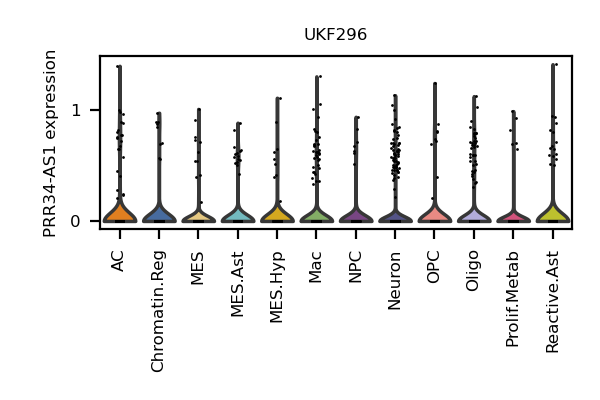 UKF296
PRR34-AS1 expression
1
0
AC
Chromatin.Reg
MES
MES.Ast
MES.Hyp
Mac
NPC
Neuron
OPC
Oligo
Prolif.Metab
Reactive.Ast